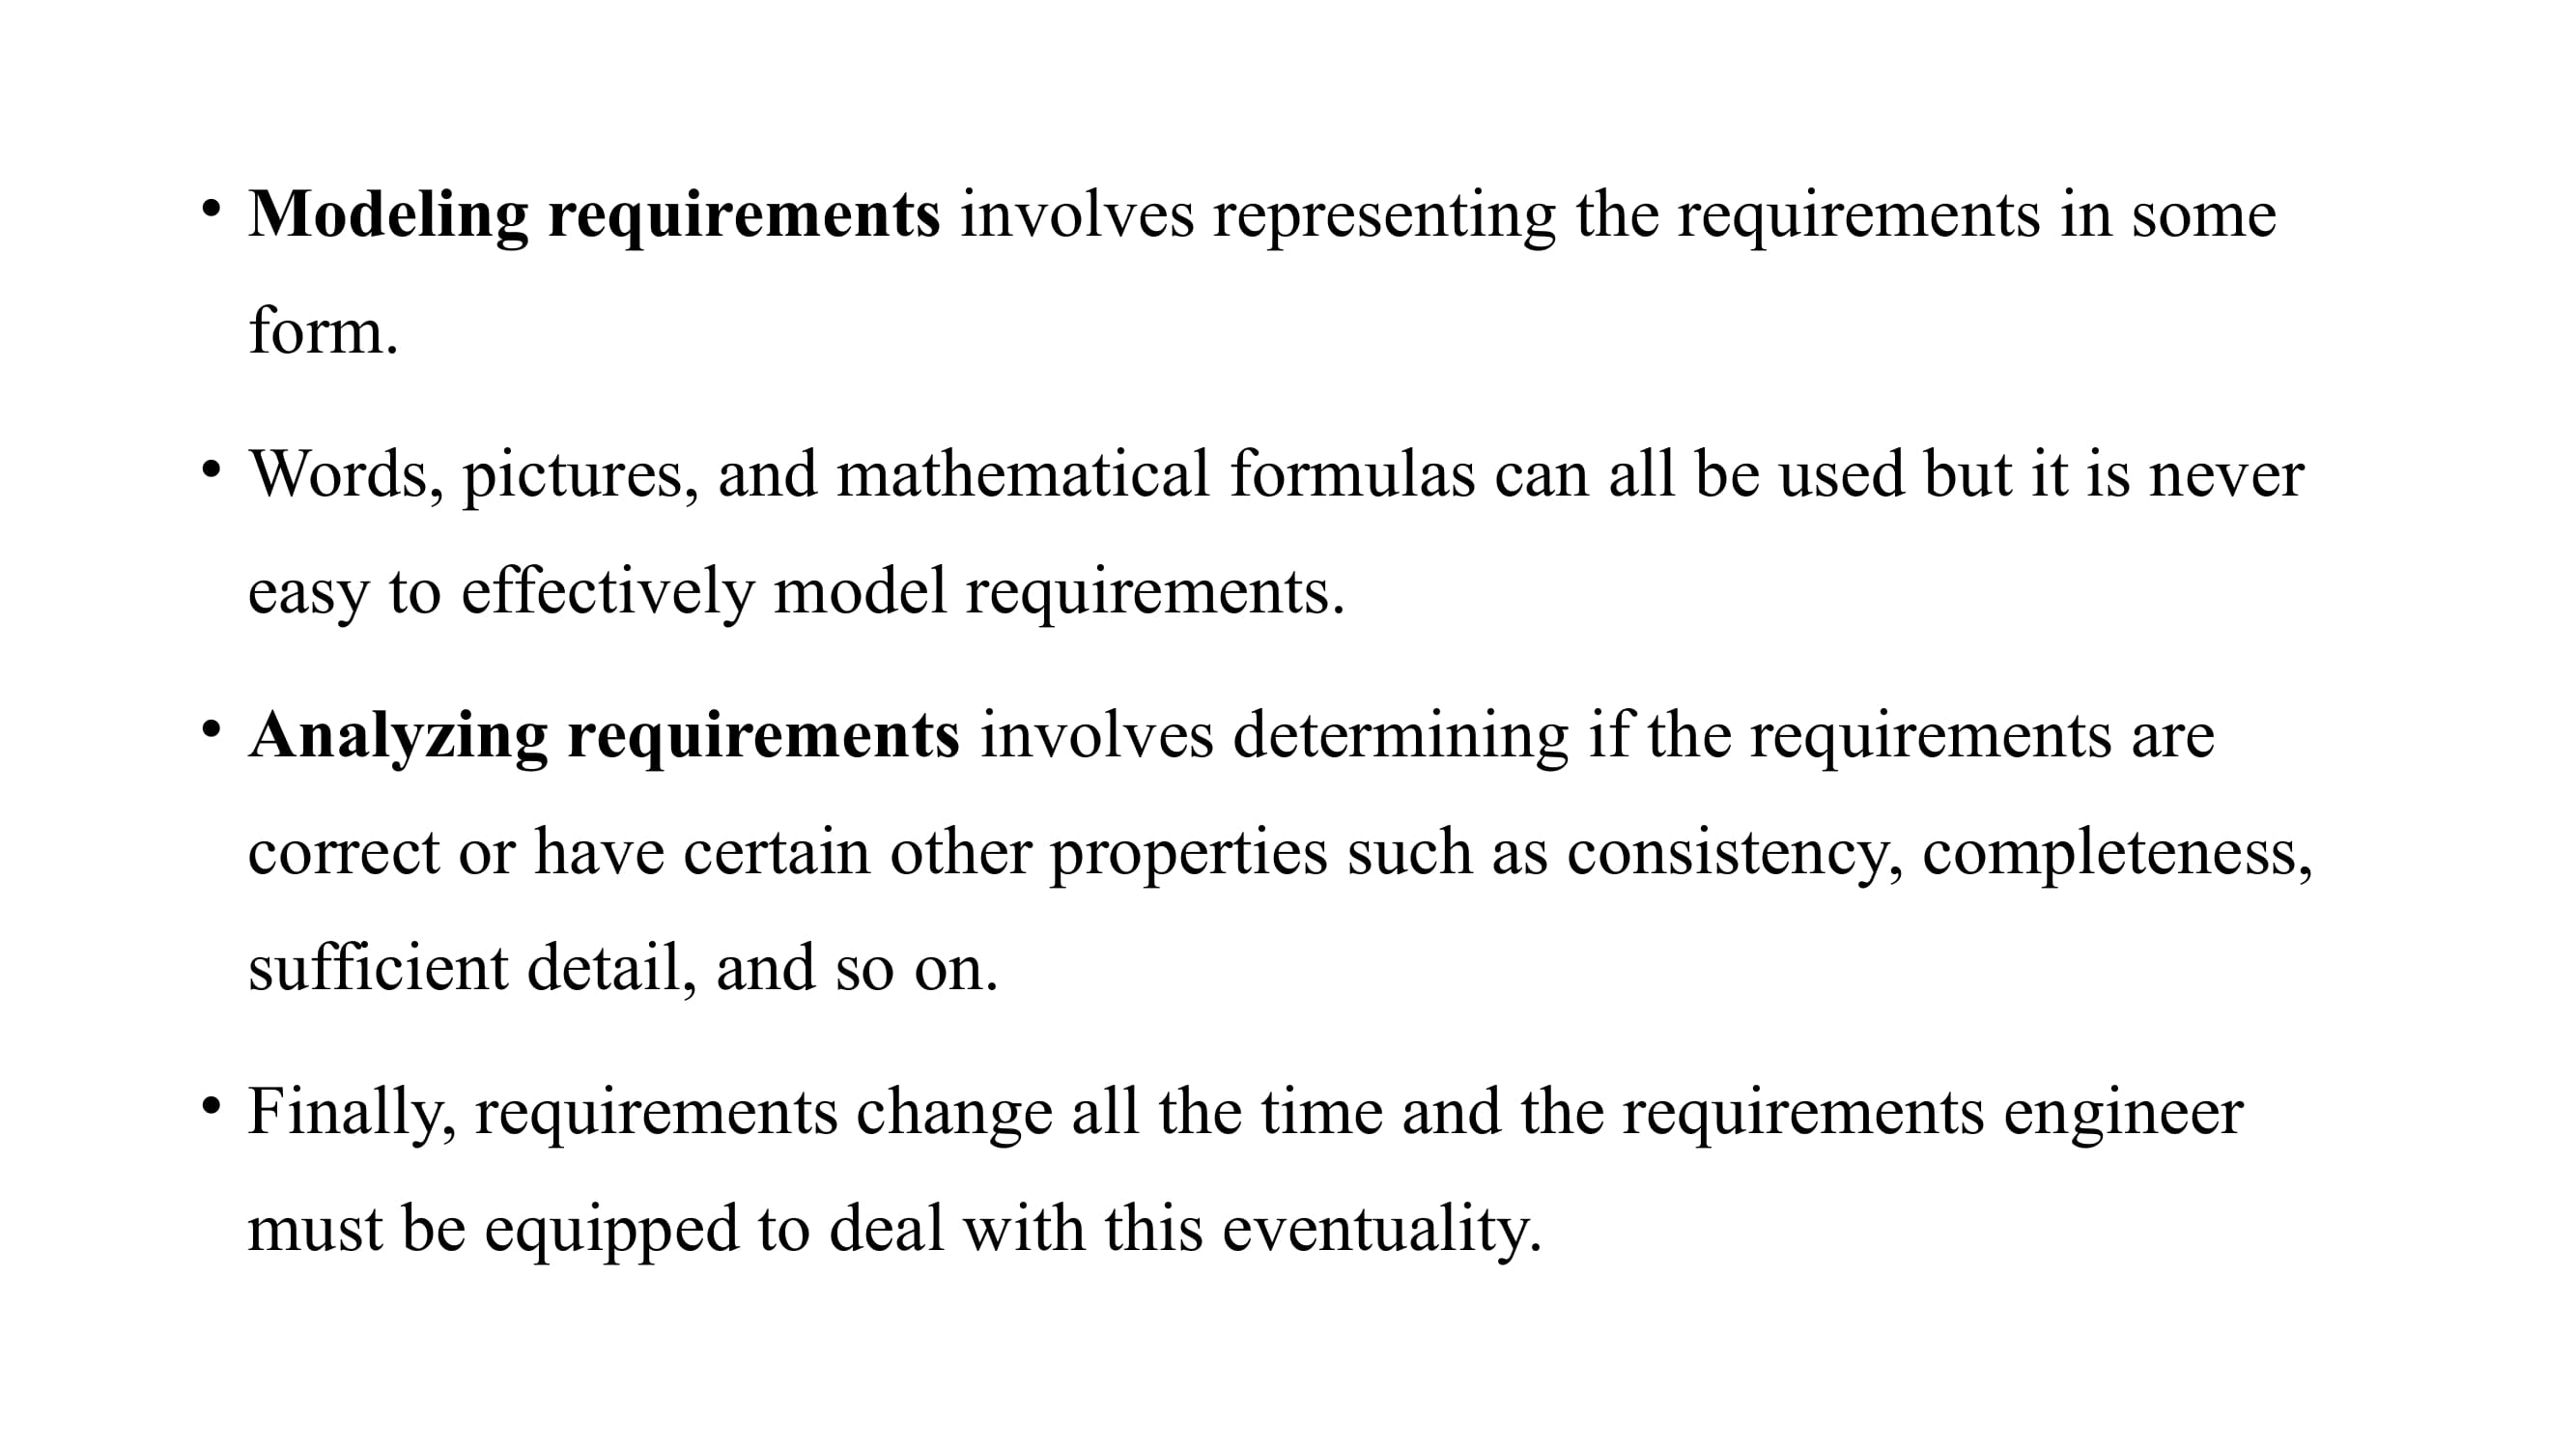 • Modeling requirements involves representing the requirements in some
form.
• Words, pictures, and mathematical formulas can all be used but it is never
easy to effectively model requirements.
• Analyzing requirements involves determining if the requirements are
correct or have certain other properties such as consistency, completeness,
sufficient detail, and so on.
• Finally, requirements change all the time and the requirements engineer
must be equipped to deal with this eventuality.